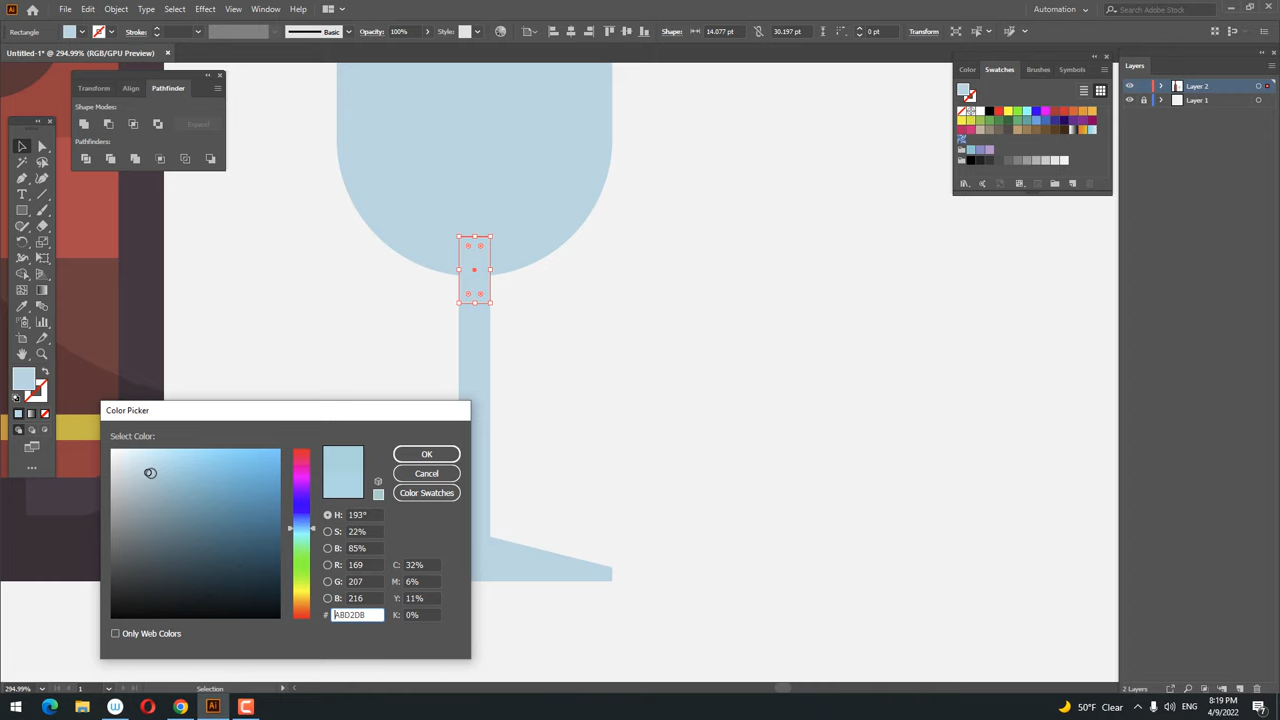 Ai File Edit Object Type Select Effect View Window Help Automation Search Adobe Stock
Rectangle Stroke: Basic Opacity: 100% Style: Shape: 14.077 pt 30.197 pt 0 pt Transform
Untitled-1* @ 294.99% (RGB/GPU Preview)
Transform Align Pathfinder
Shape Modes:
Expand
Pathfinders:
Color Swatches Brushes Symbols
Layers
Layer 2
Layer 1
Color Picker
Select Color:
OK
Cancel
Color Swatches
H: 193°
S: 22%
B: 85%
R: 169 C: 32%
G: 207 M: 6%
B: 216 Y: 11%
# ABD2DB K: 0%
Only Web Colors
294.99% 1 Selection
2 Layers
50°F Clear
8:19 PM
4/9/2022